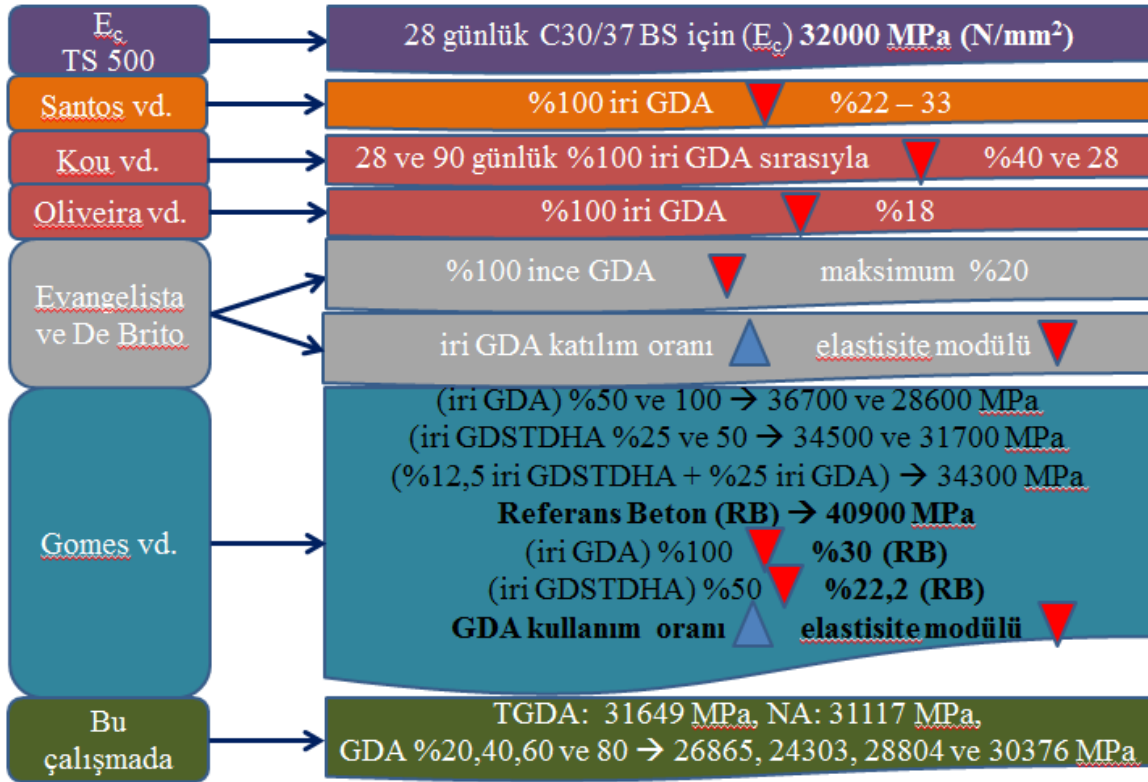 E_c
TS 500
28 günlük C30/37 BS için (E_c) 32000 MPa (N/mm²)
Santos vd.
%100 iri GDA %22 – 33
Kou vd.
28 ve 90 günlük %100 iri GDA sırasıyla %40 ve 28
Oliveira vd.
%100 iri GDA %18
Evangelista
ve De Brito
%100 ince GDA maksimum %20
iri GDA katılım oranı elastisite modülü
Gomes vd.
(iri GDA) %50 ve 100 → 36700 ve 28600 MPa
(iri GDSTDHA %25 ve 50 → 34500 ve 31700 MPa
(%12,5 iri GDSTDHA + %25 iri GDA) → 34300 MPa
Referans Beton (RB) → 40900 MPa
(iri GDA) %100 %30 (RB)
(iri GDSTDHA) %50 %22,2 (RB)
GDA kullanım oranı elastisite modülü
Bu
çalışmada
TGDA: 31649 MPa, NA: 31117 MPa,
GDA %20,40,60 ve 80 → 26865, 24303, 28804 ve 30376 MPa